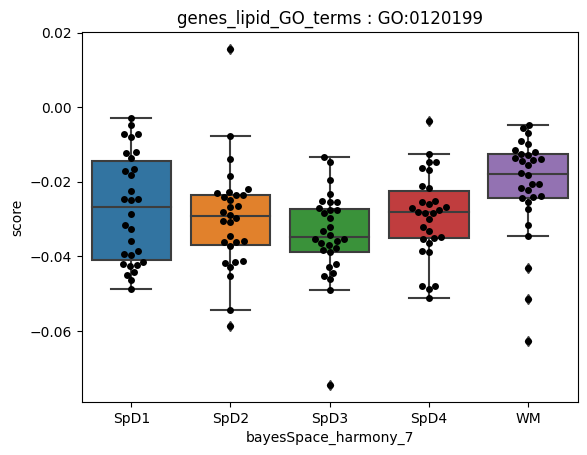 genes_lipid_GO_terms : GO:0120199
0.02
0.00
−0.02
−0.04
−0.06
score
SpD1 SpD2 SpD3 SpD4 WM
bayesSpace_harmony_7